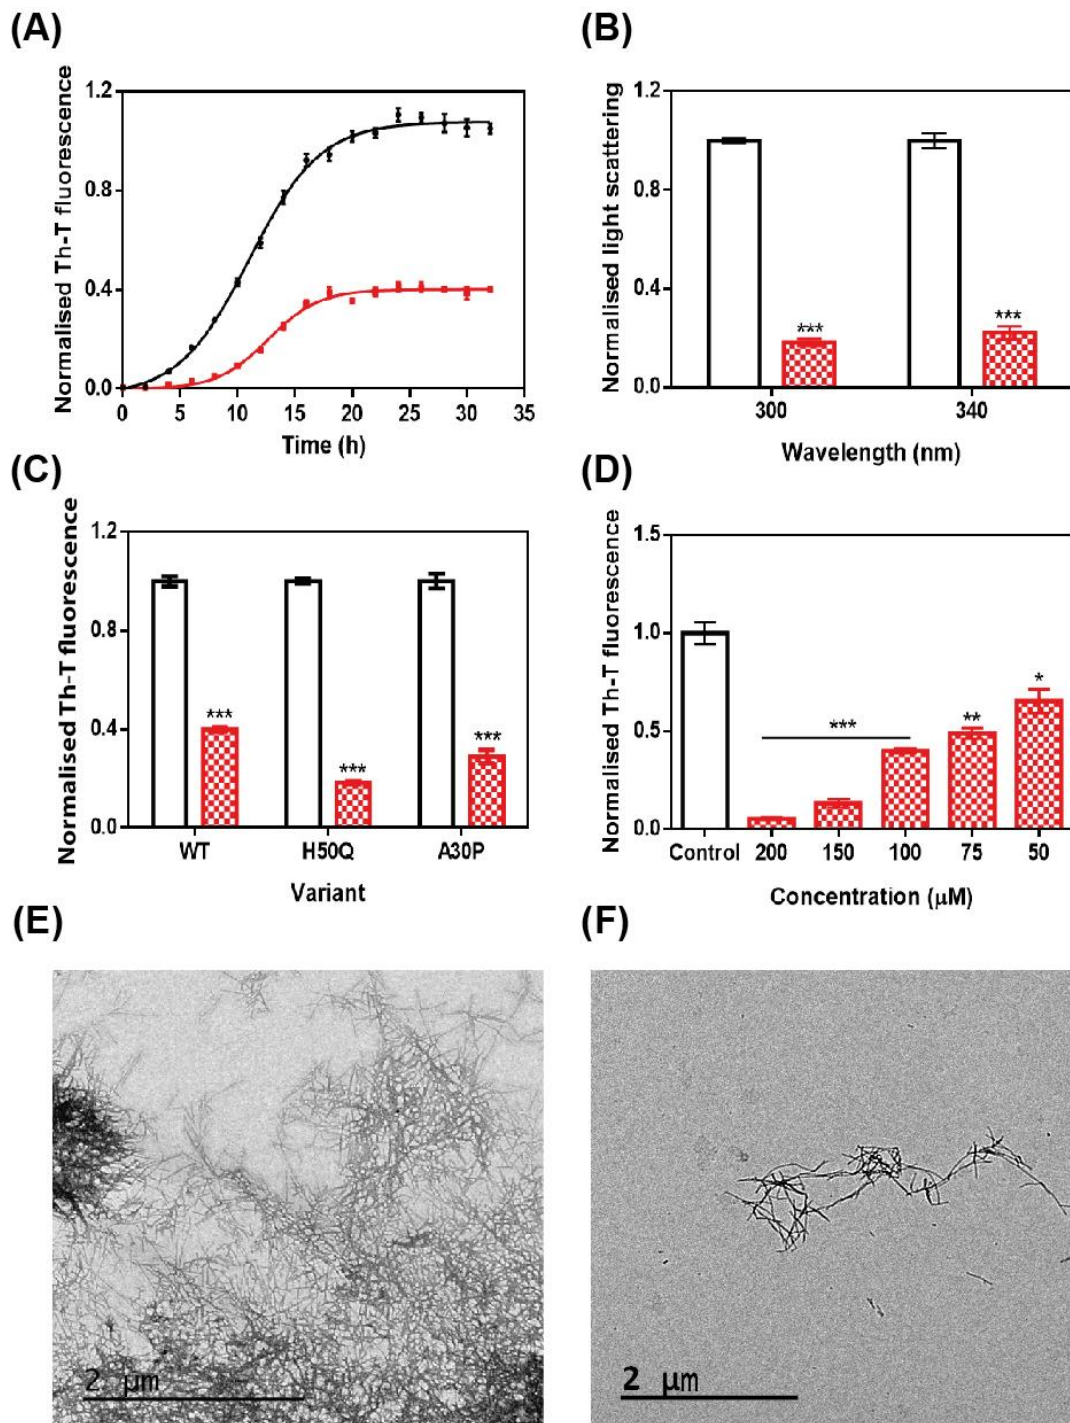 (A)
Normalised Th-T fluorescence
1.2
0.8
0.4
0.0
0 5 10 15 20 25 30 35
Time (h)
(B)
Normalised light scattering
1.2
0.8
0.4
0.0
***
***
300 340
Wavelength (nm)
(C)
Normalised Th-T fluorescence
1.2
0.8
0.4
0.0
***
***
***
WT H50Q A30P
Variant
(D)
Normalised Th-T fluorescence
1.5
1.0
0.5
0.0
***
**
*
Control 200 150 100 75 50
Concentration (μM)
(E)
2 μm
(F)
2 μm